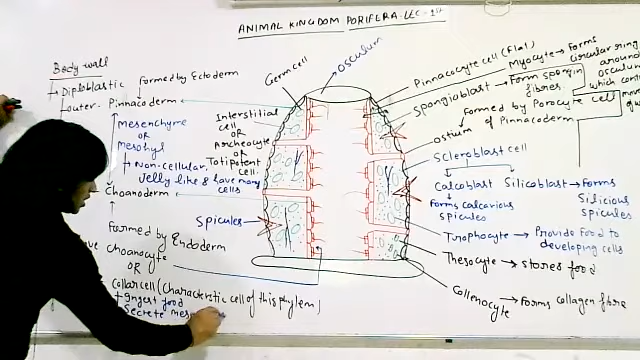 ANIMAL KINGDOM PORIFERA LEC-1st
Body wall
Diploblastic
outer - Pinnacoderm
formed by Ectoderm
Mesenchyme
OR
Mesohyl
Non-cellular,
Jelly like & have many
cells
Choanoderm
Formed by Endoderm
Choanocyte
OR
Collar cell (Characteristic cell of this phylem)
Ingest food
Secrete
Germ cell
Osculum
Interstitial
cell
or
Archeocyte
OR
Totipotent
cell
Spicules
Pinnacocyte cell (Flat)
Myocyte → Forms
circular ring
around
osculum
which
Spongioblast → Form spongin
fibres.
Ostium → Formed by Porocyte cell
of Pinnacoderm
Scleroblast cell
Calcoblast
Forms calcarious
spicules
Silicoblast → Forms
Silicious
Spicules
Trophocyte → Provide food to
developing cells
Thesocyte → stores food
Collenocyte → Forms collagen fibre